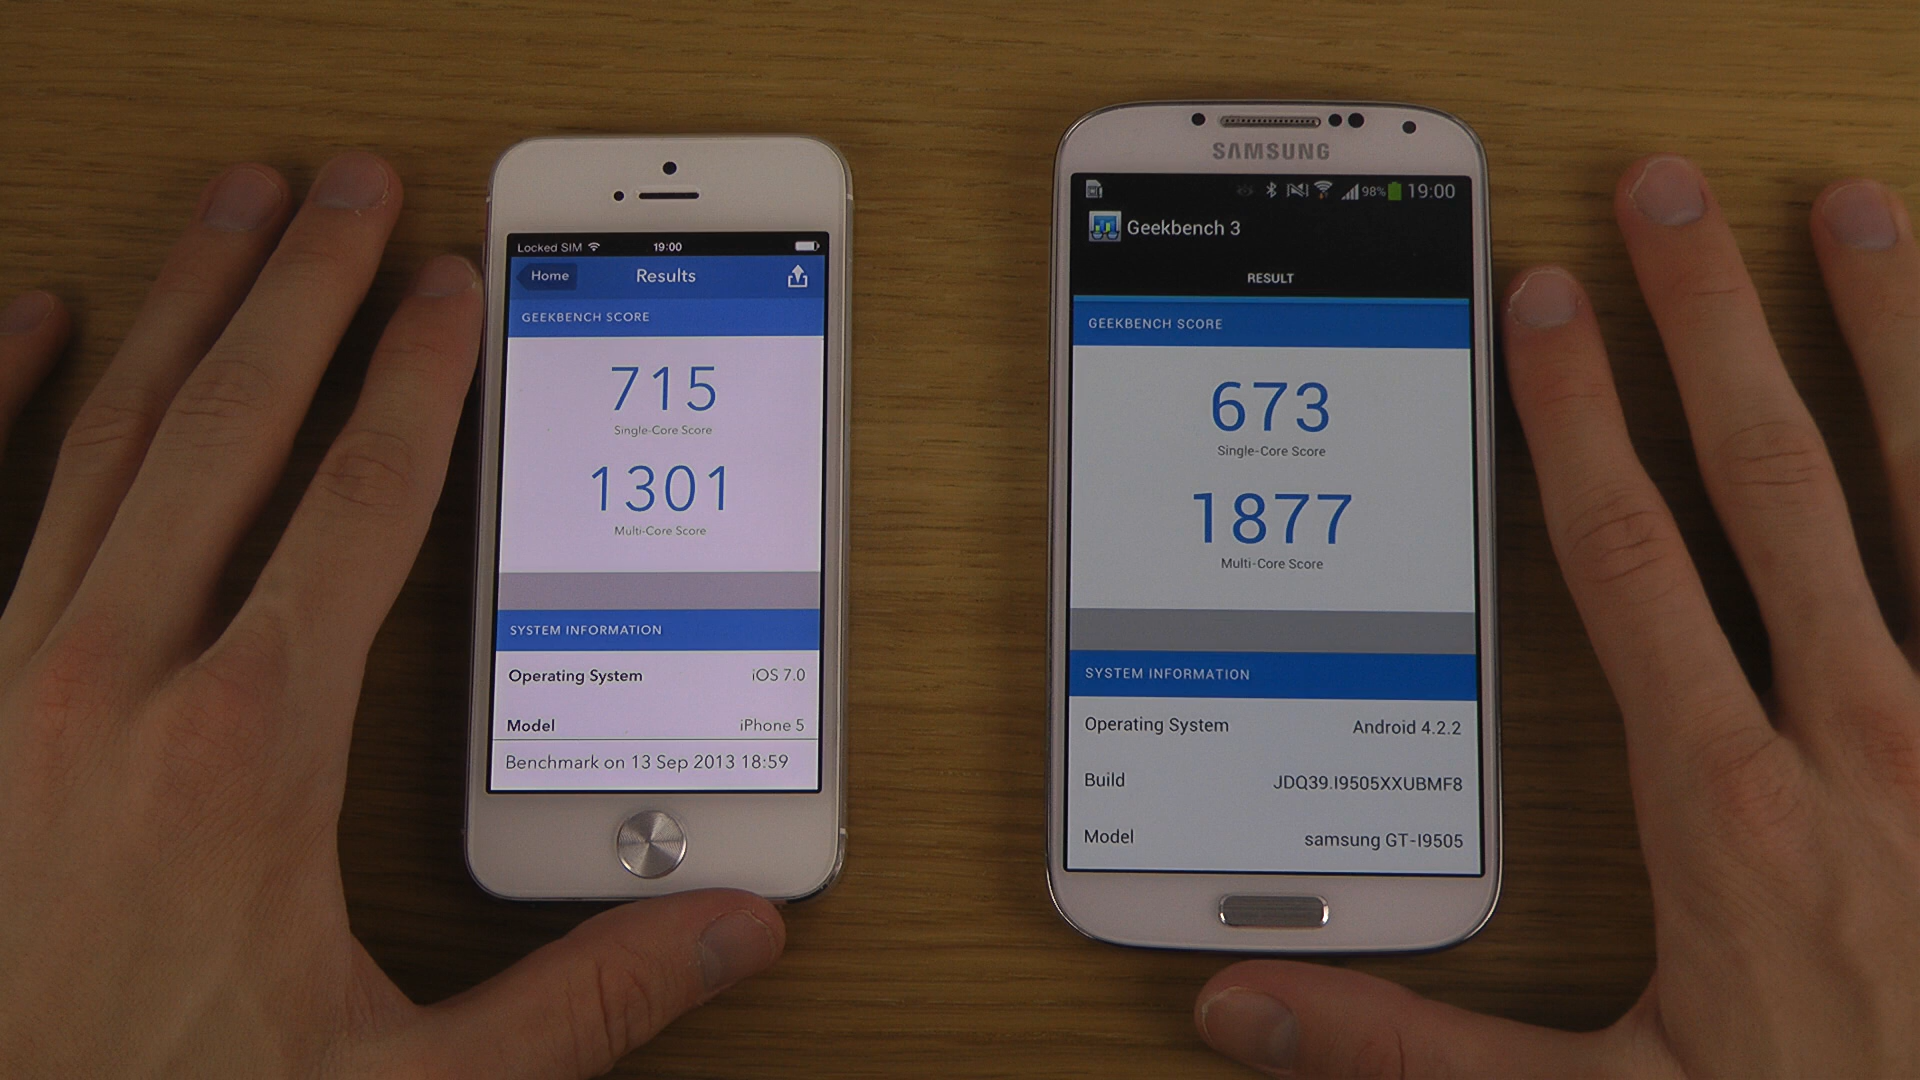 Locked SIM 19:00
Home Results
GEEKBENCH SCORE
715
Single-Core Score
1301
Multi-Core Score
SYSTEM INFORMATION
Operating System iOS 7.0
Model iPhone 5
Benchmark on 13 Sep 2013 18:59
SAMSUNG
98% 19:00
Geekbench 3
RESULT
GEEKBENCH SCORE
673
Single-Core Score
1877
Multi-Core Score
SYSTEM INFORMATION
Operating System Android 4.2.2
Build JDQ39.I9505XXUBMF8
Model samsung GT-I9505